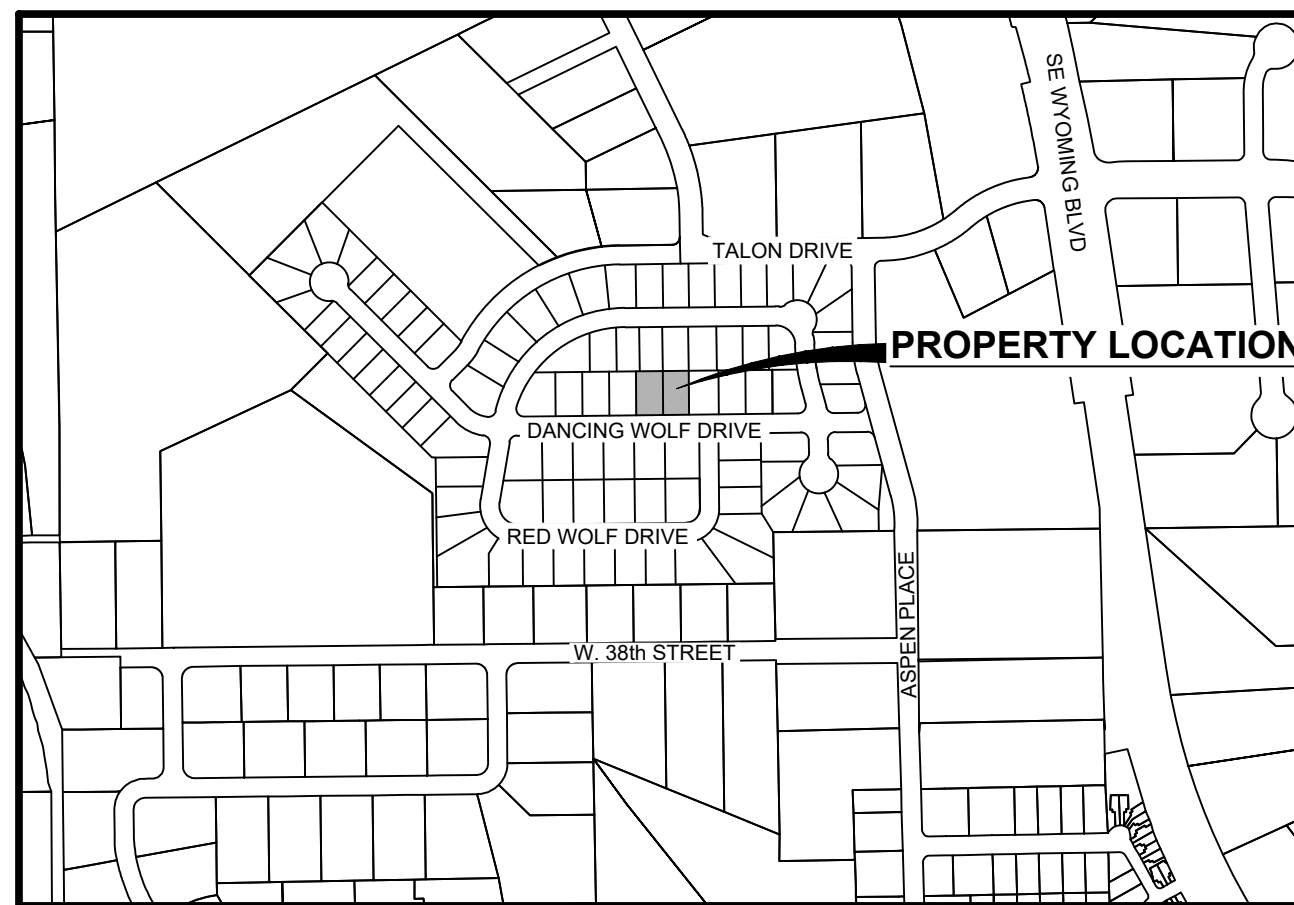 SE WYOMING BLVD
TALON DRIVE
PROPERTY LOCATION
DANCING WOLF DRIVE
RED WOLF DRIVE
ASPEN PLACE
W. 38th STREET